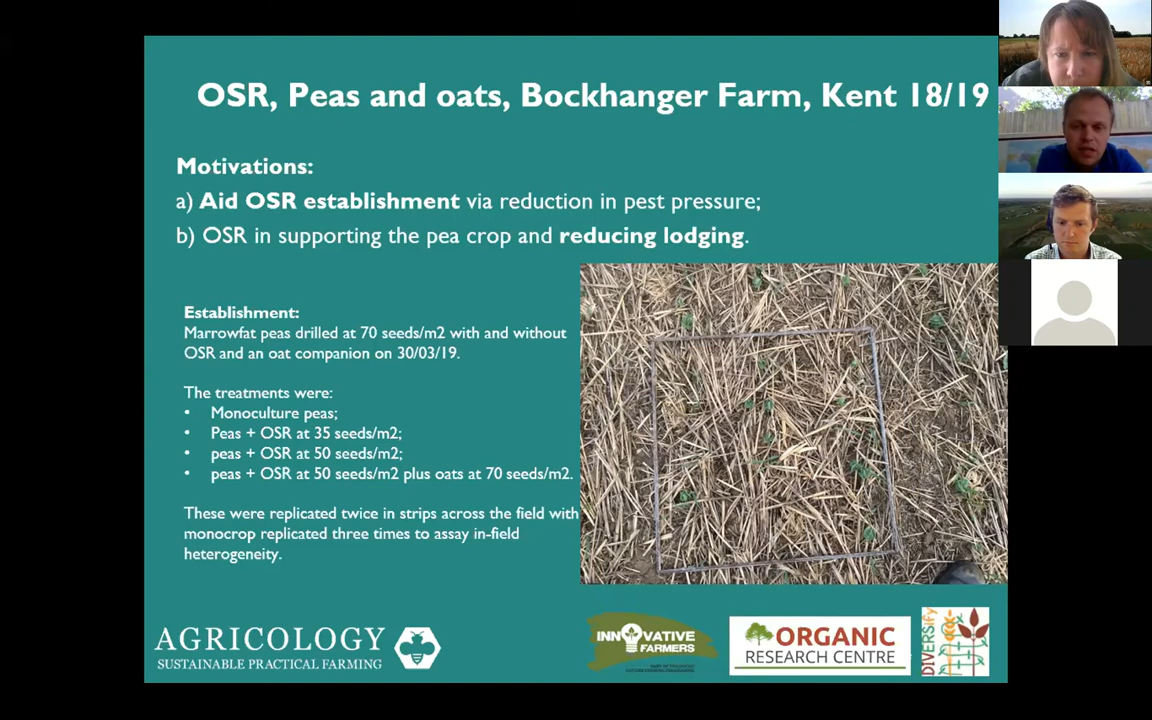 OSR, Peas and oats, Bockhanger Farm, Kent 18/19
Motivations:
a) Aid OSR establishment via reduction in pest pressure;
b) OSR in supporting the pea crop and reducing lodging.
Establishment:
Marrowfat peas drilled at 70 seeds/m2 with and without
OSR and an oat companion on 30/03/19.
The treatments were:
• Monoculture peas;
• Peas + OSR at 35 seeds/m2;
• peas + OSR at 50 seeds/m2;
• peas + OSR at 50 seeds/m2 plus oats at 70 seeds/m2.
These were replicated twice in strips across the field with
monocrop replicated three times to assay in-field
heterogeneity.
AGRICOLOGY
SUSTAINABLE PRACTICAL FARMING
INNOVATIVE
FARMERS
ORGANIC
RESEARCH CENTRE
DIVERSify